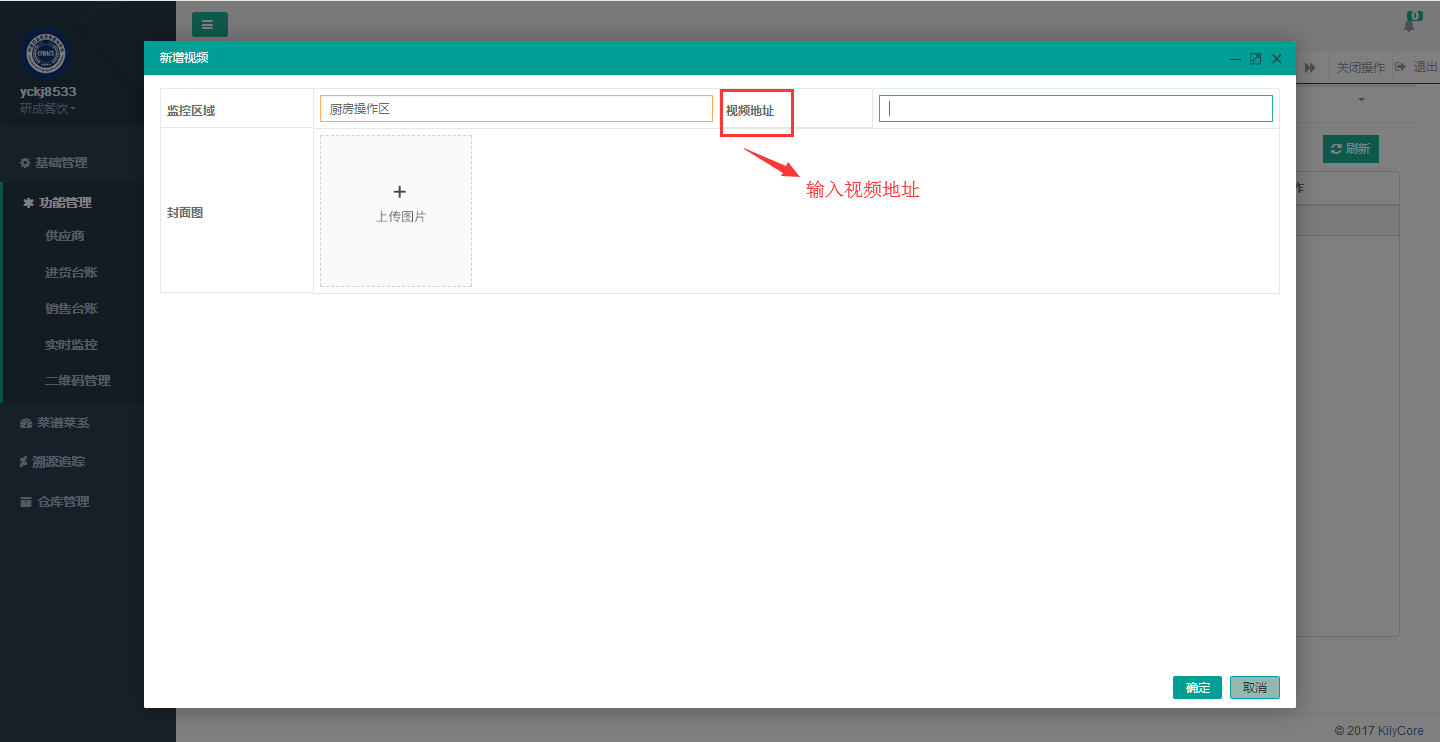 0
yckj8533
研成餐饮
关闭操作
退出
新增视频
监控区域
厨房操作区
视频地址
刷新
作
输入视频地址
封面图
上传图片
基础管理
功能管理
供应商
进货台账
销售台账
实时监控
二维码管理
菜谱菜系
溯源追踪
仓库管理
确定
取消
© 2017 KilyCore